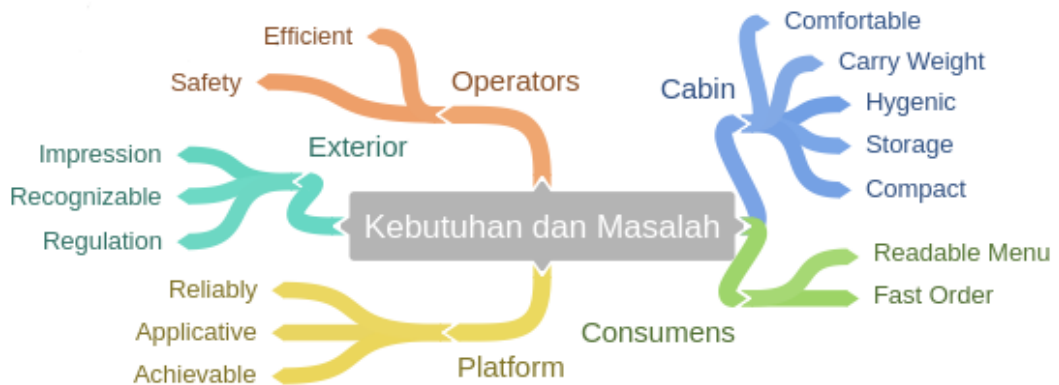 Kebutuhan dan Masalah
Operators
Efficient
Safety
Exterior
Impression
Recognizable
Regulation
Platform
Reliably
Applicative
Achievable
Cabin
Comfortable
Carry Weight
Hygenic
Storage
Compact
Consumens
Readable Menu
Fast Order